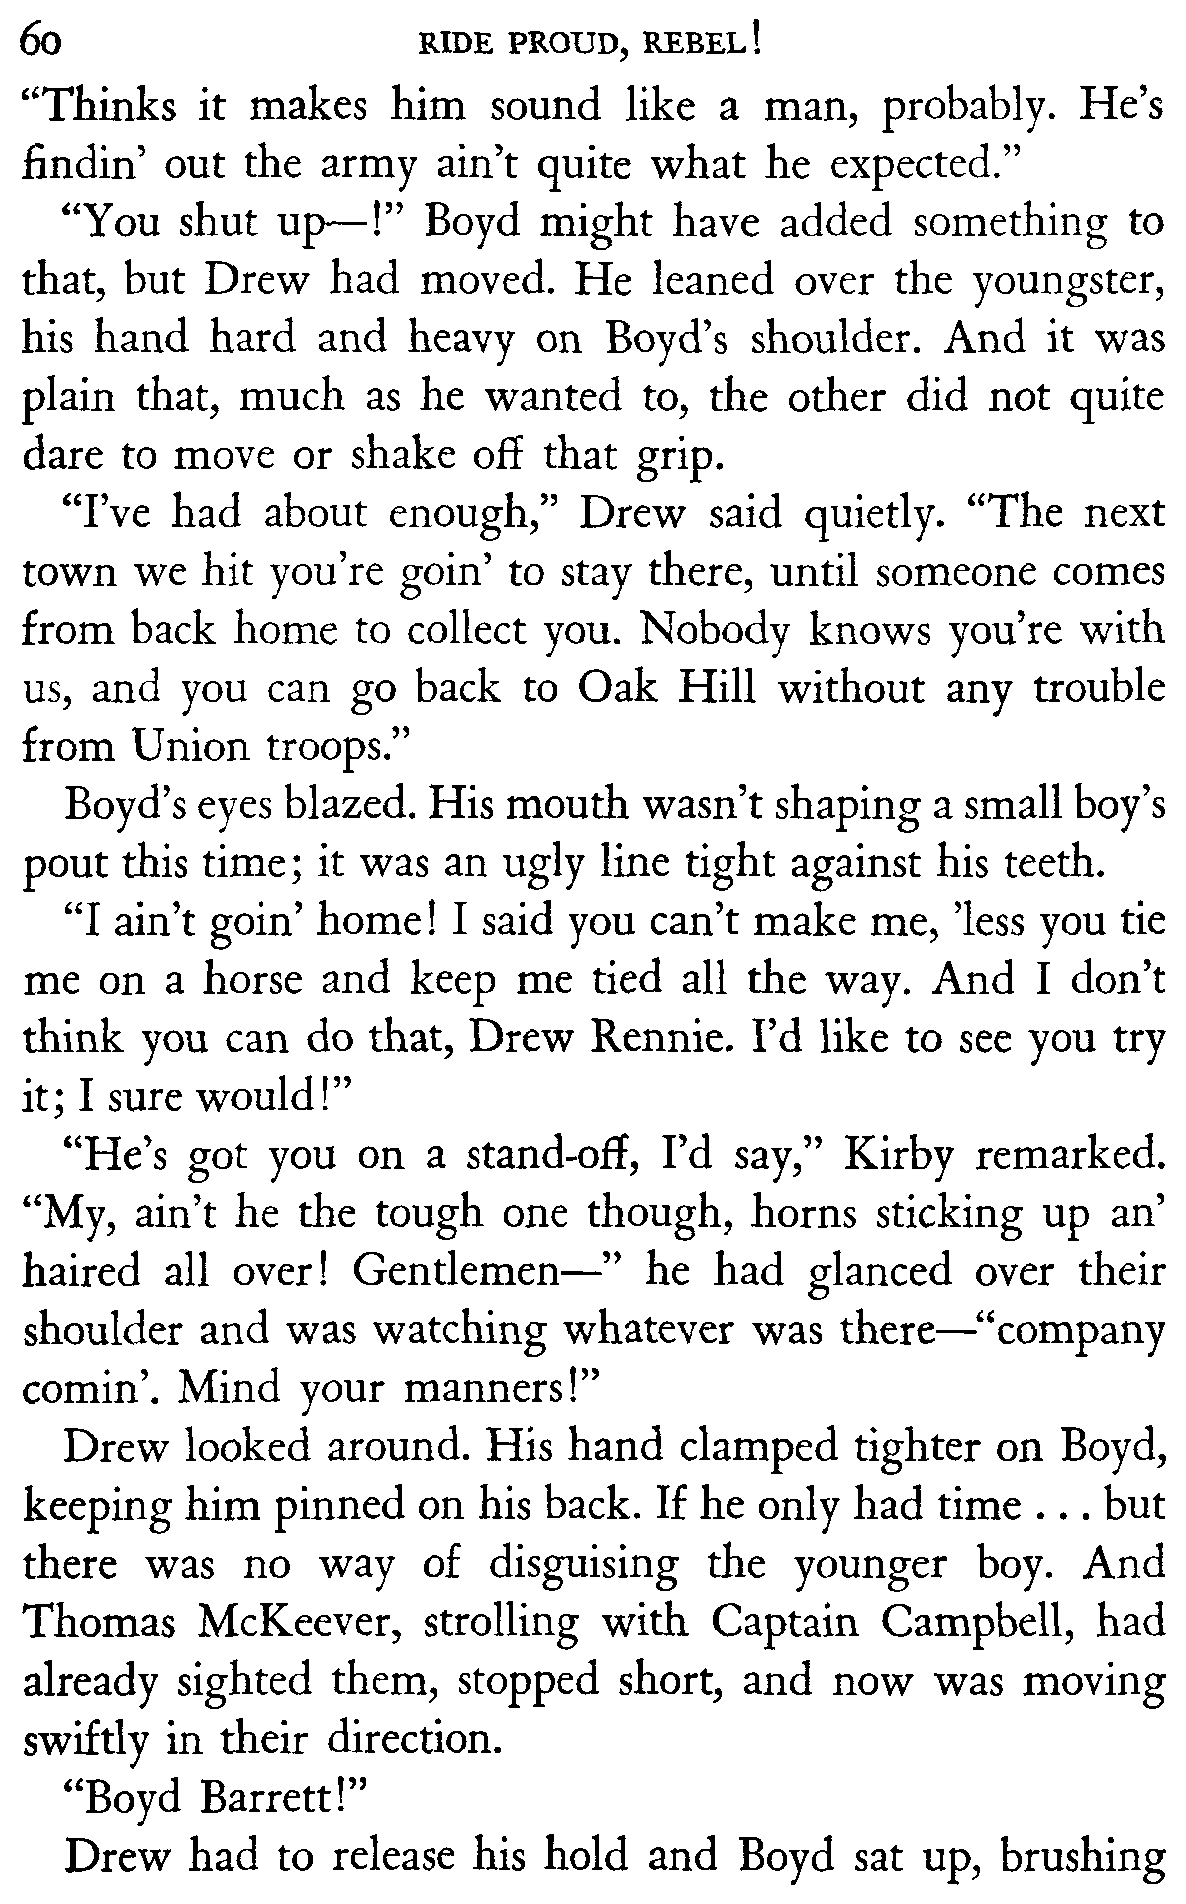 60 RIDE PROUD, REBEL!
“Thinks it makes him sound like a man, probably. He’s
findin’ out the army ain’t quite what he expected.”
“You shut up—!” Boyd might have added something to
that, but Drew had moved. He leaned over the youngster,
his hand hard and heavy on Boyd’s shoulder. And it was
plain that, much as he wanted to, the other did not quite
dare to move or shake off that grip.
“I’ve had about enough,” Drew said quietly. “The next
town we hit you’re goin’ to stay there, until someone comes
from back home to collect you. Nobody knows you’re with
us, and you can go back to Oak Hill without any trouble
from Union troops.”
Boyd’s eyes blazed. His mouth wasn’t shaping a small boy’s
pout this time; it was an ugly line tight against his teeth.
“I ain’t goin’ home! I said you can’t make me, ’less you tie
me on a horse and keep me tied all the way. And I don’t
think you can do that, Drew Rennie. I’d like to see you try
it; I sure would!”
“He’s got you on a stand-off, I’d say,” Kirby remarked.
“My, ain’t he the tough one though, horns sticking up an’
haired all over! Gentlemen—” he had glanced over their
shoulder and was watching whatever was there—“company
comin’. Mind your manners!”
Drew looked around. His hand clamped tighter on Boyd,
keeping him pinned on his back. If he only had time . . . but
there was no way of disguising the younger boy. And
Thomas McKeever, strolling with Captain Campbell, had
already sighted them, stopped short, and now was moving
swiftly in their direction.
“Boyd Barrett!”
Drew had to release his hold and Boyd sat up, brushing